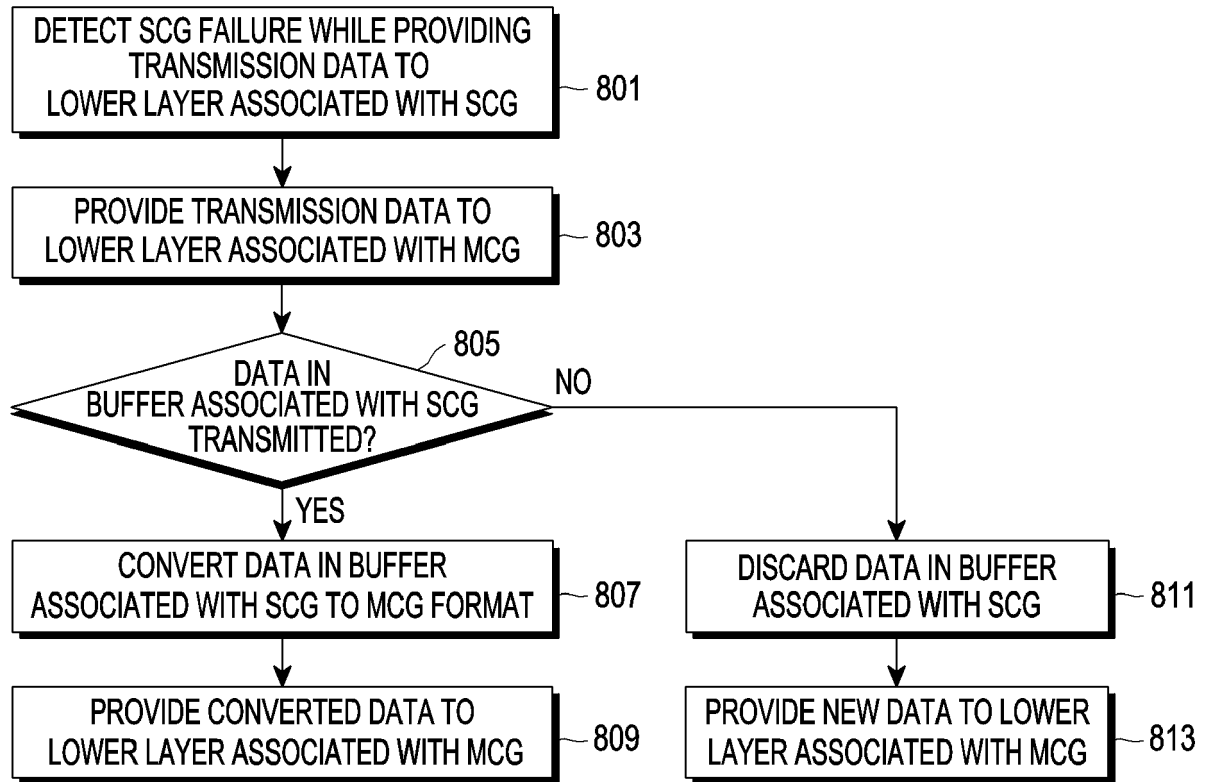 DETECT SCG FAILURE WHILE PROVIDING
TRANSMISSION DATA TO
LOWER LAYER ASSOCIATED WITH SCG
801
PROVIDE TRANSMISSION DATA TO
LOWER LAYER ASSOCIATED WITH MCG
803
805
DATA IN
BUFFER ASSOCIATED WITH SCG
TRANSMITTED?
NO
YES
CONVERT DATA IN BUFFER
ASSOCIATED WITH SCG TO MCG FORMAT
807
DISCARD DATA IN BUFFER
ASSOCIATED WITH SCG
811
PROVIDE CONVERTED DATA TO
LOWER LAYER ASSOCIATED WITH MCG
809
PROVIDE NEW DATA TO LOWER
LAYER ASSOCIATED WITH MCG
813